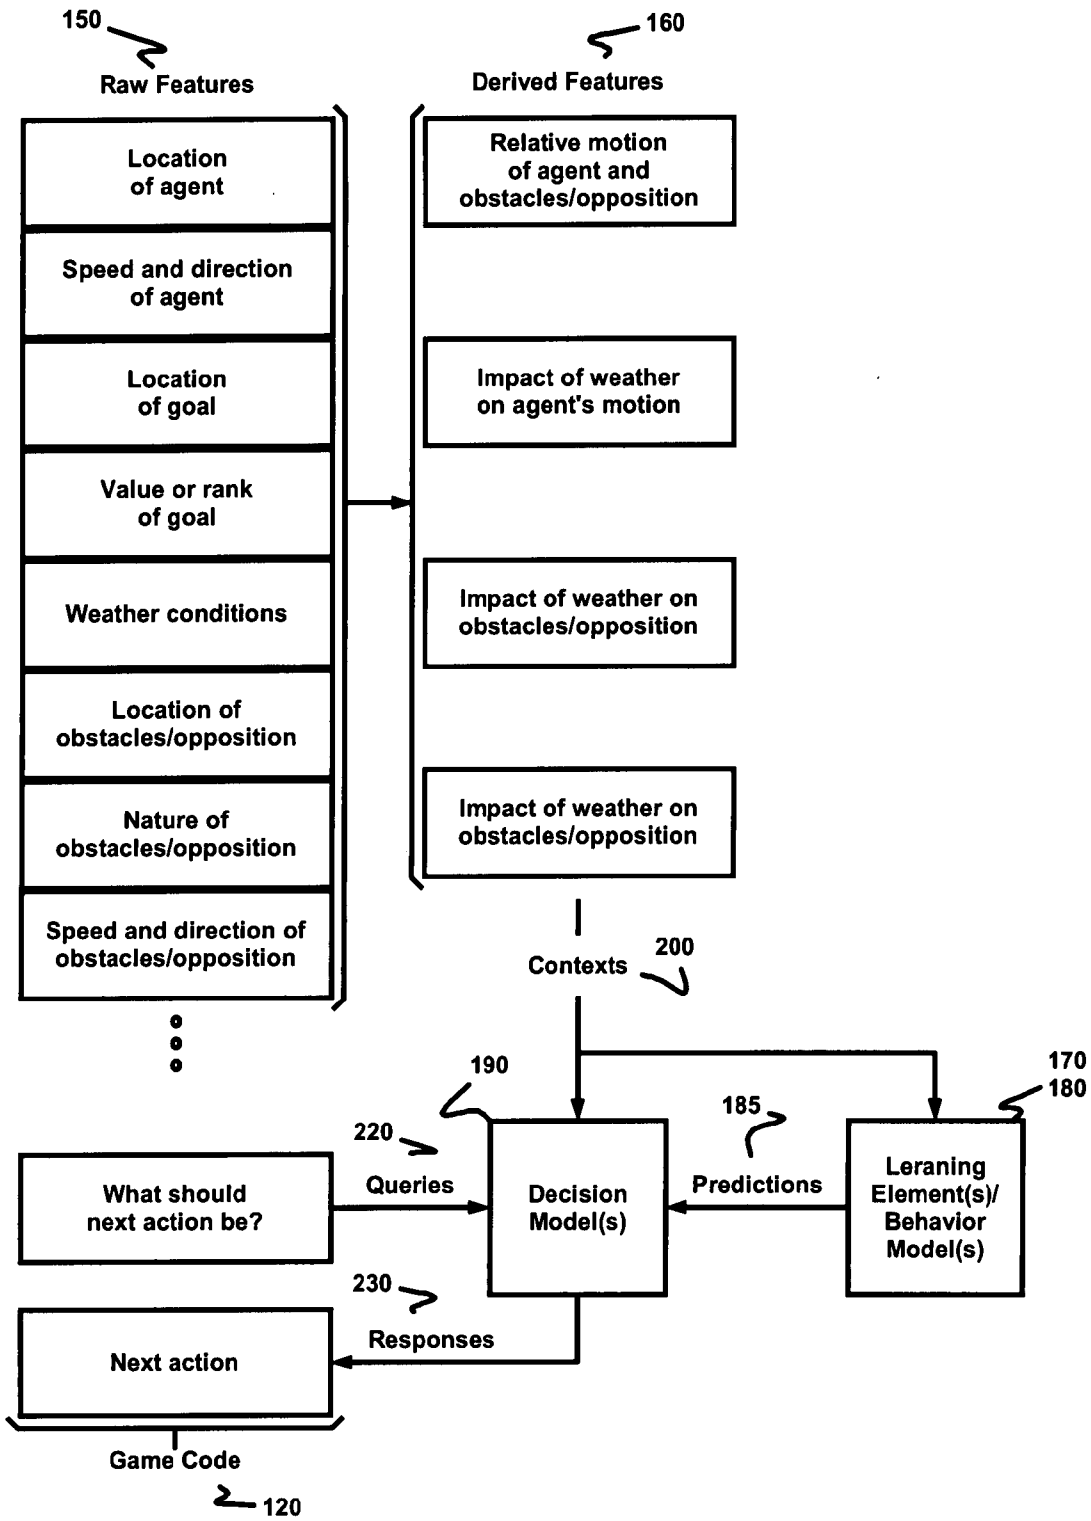 150
Raw Features
Location
of agent
Speed and direction
of agent
Location
of goal
Value or rank
of goal
Weather conditions
Location of
obstacles/opposition
Nature of
obstacles/opposition
Speed and direction of
obstacles/opposition
160
Derived Features
Relative motion
of agent and
obstacles/opposition
Impact of weather
on agent's motion
Impact of weather on
obstacles/opposition
Impact of weather on
obstacles/opposition
Contexts
200
190
170
180
185
220
What should
next action be?
Queries
Decision
Model(s)
Predictions
Leraning
Element(s)/
Behavior
Model(s)
230
Responses
Next action
Game Code
120